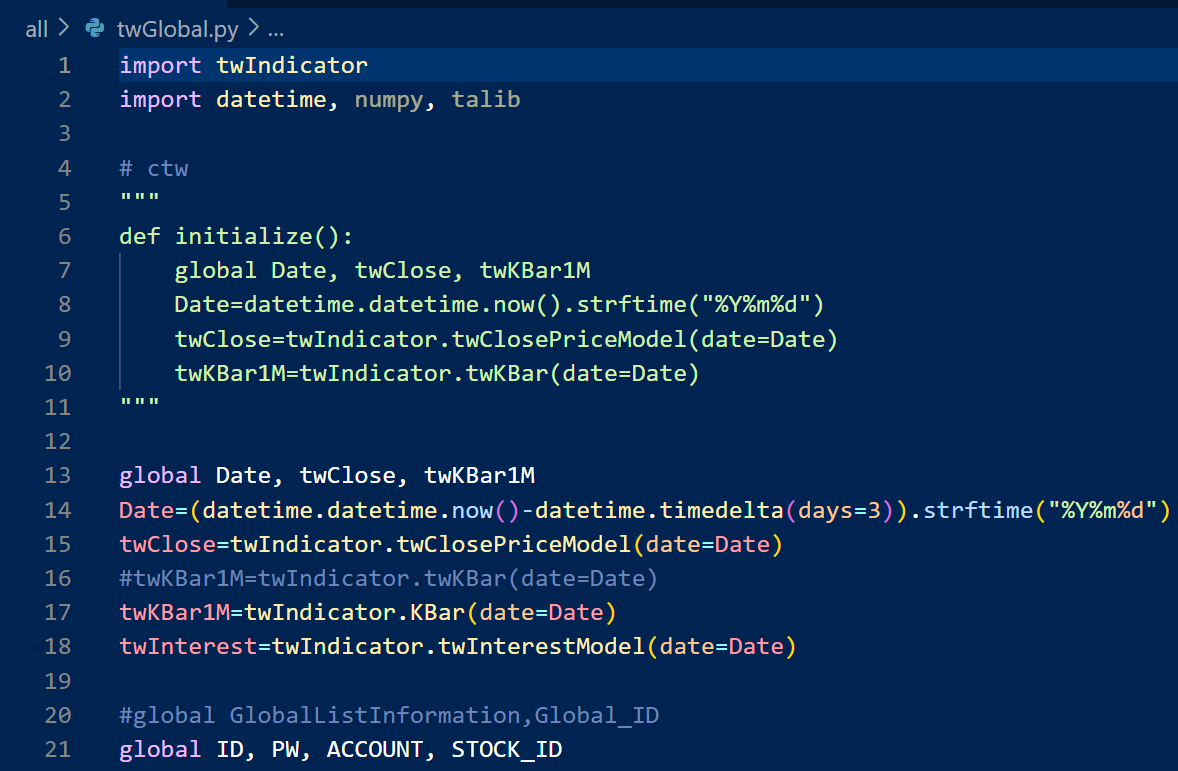 all > twGlobal.py > ...
1 import twIndicator
2 import datetime, numpy, talib
3
4 # ctw
5 """
6 def initialize():
7     global Date, twClose, twKBar1M
8     Date=datetime.datetime.now().strftime("%Y%m%d")
9     twClose=twIndicator.twClosePriceModel(date=Date)
10     twKBar1M=twIndicator.twKBar(date=Date)
11 """
12
13 global Date, twClose, twKBar1M
14 Date=(datetime.datetime.now()-datetime.timedelta(days=3)).strftime("%Y%m%d")
15 twClose=twIndicator.twClosePriceModel(date=Date)
16 #twKBar1M=twIndicator.twKBar(date=Date)
17 twKBar1M=twIndicator.KBar(date=Date)
18 twInterest=twIndicator.twInterestModel(date=Date)
19
20 #global GlobalListInformation,Global_ID
21 global ID, PW, ACCOUNT, STOCK_ID